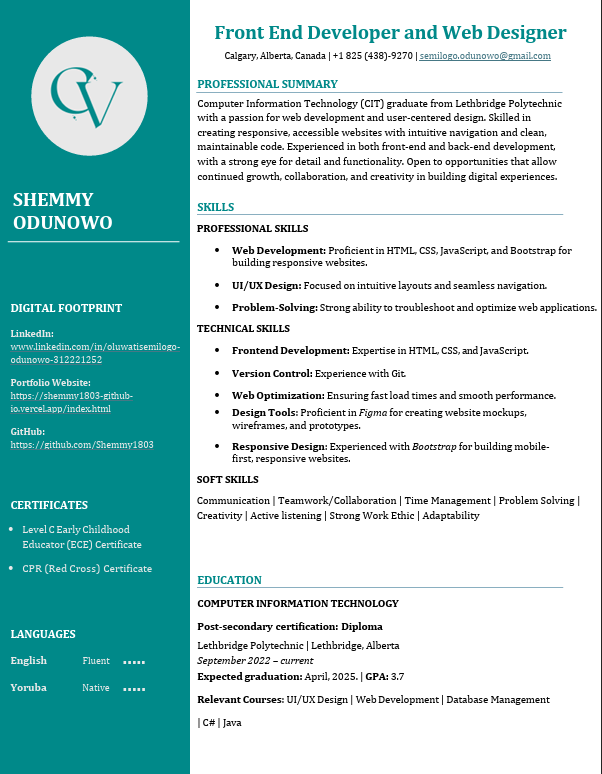 CV
SHEMMY
ODUNOWO
DIGITAL FOOTPRINT
LinkedIn:
www.linkedin.com/in/oluwatisemilogo-
odunowo-312221252
Portfolio Website:
https://shemmy1803-github-
io.vercel.app/index.html
GitHub:
https://github.com/Shemmy1803
CERTIFICATES
• Level C Early Childhood
Educator (ECE) Certificate
• CPR (Red Cross) Certificate
LANGUAGES
English Fluent
Yoruba Native
Front End Developer and Web Designer
Calgary, Alberta, Canada | +1 825 (438)-9270 | semilogo.odunowo@gmail.com
PROFESSIONAL SUMMARY
Computer Information Technology (CIT) graduate from Lethbridge Polytechnic
with a passion for web development and user-centered design. Skilled in
creating responsive, accessible websites with intuitive navigation and clean,
maintainable code. Experienced in both front-end and back-end development,
with a strong eye for detail and functionality. Open to opportunities that allow
continued growth, collaboration, and creativity in building digital experiences.
SKILLS
PROFESSIONAL SKILLS
• Web Development: Proficient in HTML, CSS, JavaScript, and Bootstrap for
building responsive websites.
• UI/UX Design: Focused on intuitive layouts and seamless navigation.
• Problem-Solving: Strong ability to troubleshoot and optimize web applications.
TECHNICAL SKILLS
• Frontend Development: Expertise in HTML, CSS, and JavaScript.
• Version Control: Experience with Git.
• Web Optimization: Ensuring fast load times and smooth performance.
• Design Tools: Proficient in Figma for creating website mockups,
wireframes, and prototypes.
• Responsive Design: Experienced with Bootstrap for building mobile-
first, responsive websites.
SOFT SKILLS
Communication | Teamwork/Collaboration | Time Management | Problem Solving |
Creativity | Active listening | Strong Work Ethic | Adaptability
EDUCATION
COMPUTER INFORMATION TECHNOLOGY
Post-secondary certification: Diploma
Lethbridge Polytechnic | Lethbridge, Alberta
September 2022 – current
Expected graduation: April, 2025. | GPA: 3.7
Relevant Courses: UI/UX Design | Web Development | Database Management
| C# | Java